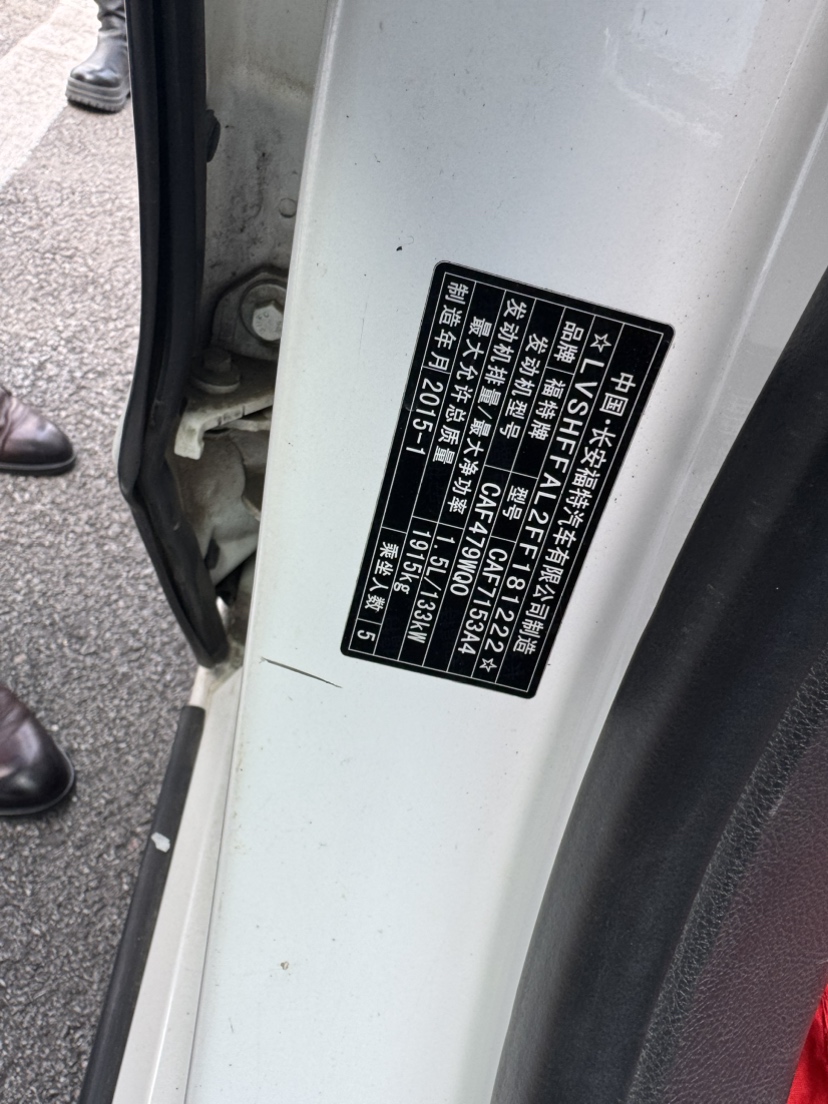 中国·长安福特汽车有限公司制造
☆LVSHFFAL2FF181222☆
品牌 福特牌 型号 CAF7153A4
发动机型号 CAF479WQ0
发动机排量/最大净功率 1.5L/133kW
最大允许总质量 1915kg
制造年月 2015-1 乘坐人数 5